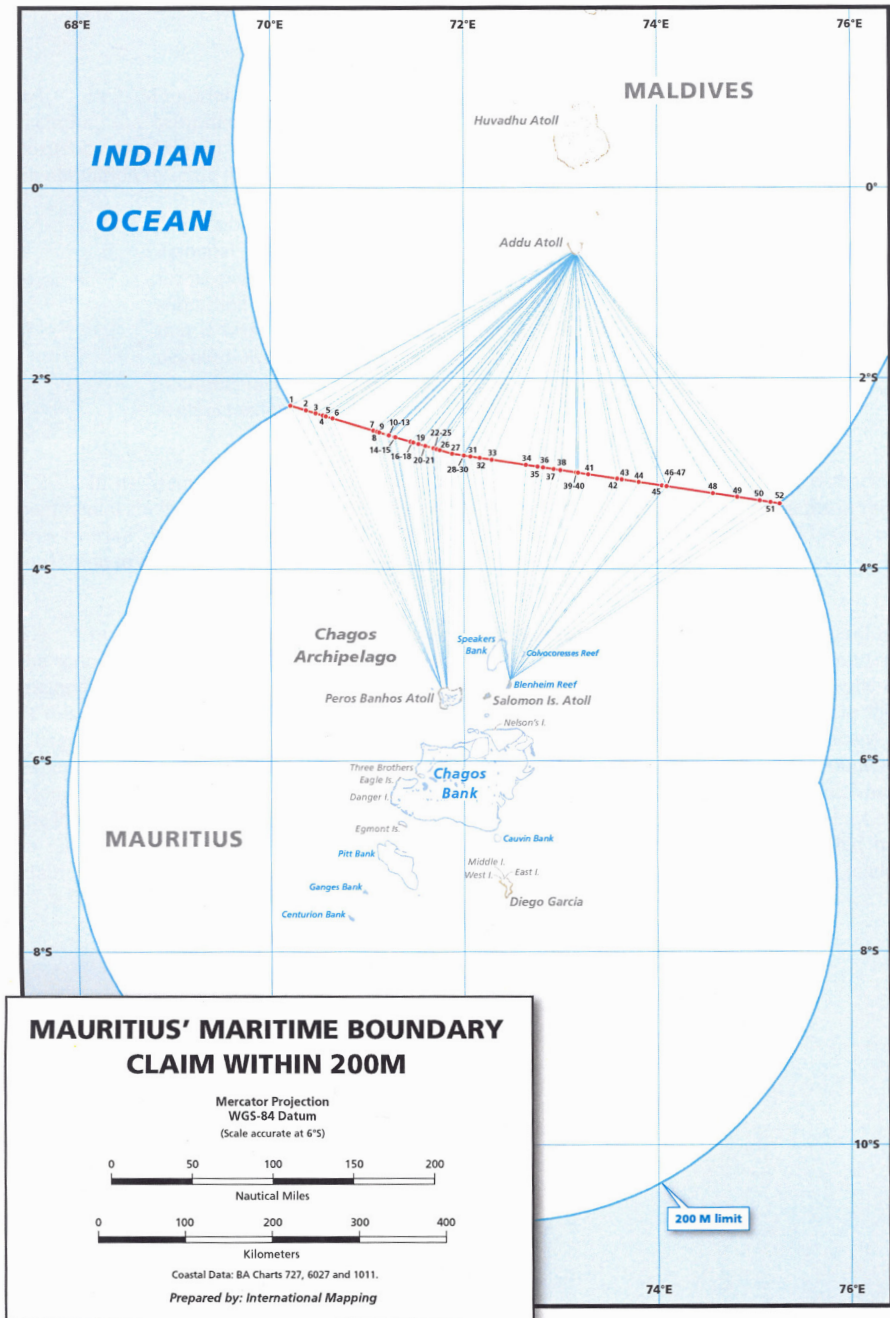 68°E 70°E 72°E 74°E 76°E
MALDIVES
Huvadhu Atoll
INDIAN
OCEAN
0° 0°
Addu Atoll
2°S 2°S
1 2 3 4 5 6
7 8 9 10-13
14-15 16-18 19 20-21 22-25 26 27
28-30 31 32 33
34 35 36 37 38
39-40 41 42 43 44
45 46-47 48 49 50 51 52
4°S 4°S
Chagos
Archipelago
Speakers
Bank
Colvocoresses Reef
Blenheim Reef
Peros Banhos Atoll
Salomon Is. Atoll
Nelson's I.
6°S 6°S
Three Brothers
Eagle Is.
Danger I.
Chagos
Bank
Egmont Is.
MAURITIUS
Cauvin Bank
Pitt Bank
Middle I.
West I.
East I.
Ganges Bank
Diego Garcia
Centurion Bank
8°S 8°S
MAURITIUS' MARITIME BOUNDARY
CLAIM WITHIN 200M
Mercator Projection
WGS-84 Datum
(Scale accurate at 6°S)
0 50 100 150 200
Nautical Miles
0 100 200 300 400
Kilometers
Coastal Data: BA Charts 727, 6027 and 1011.
Prepared by: International Mapping
10°S
200 M limit
74°E 76°E